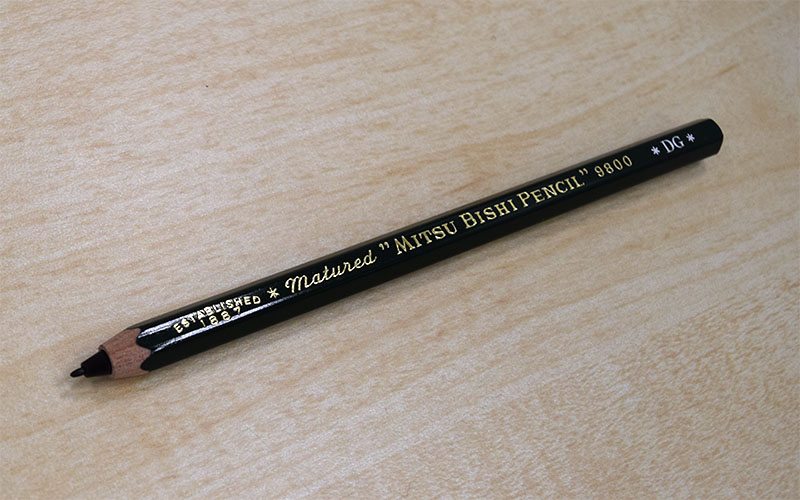 ESTABLISHED
1887
* Matured "MITSU BISHI PENCIL" 9800 * DG *